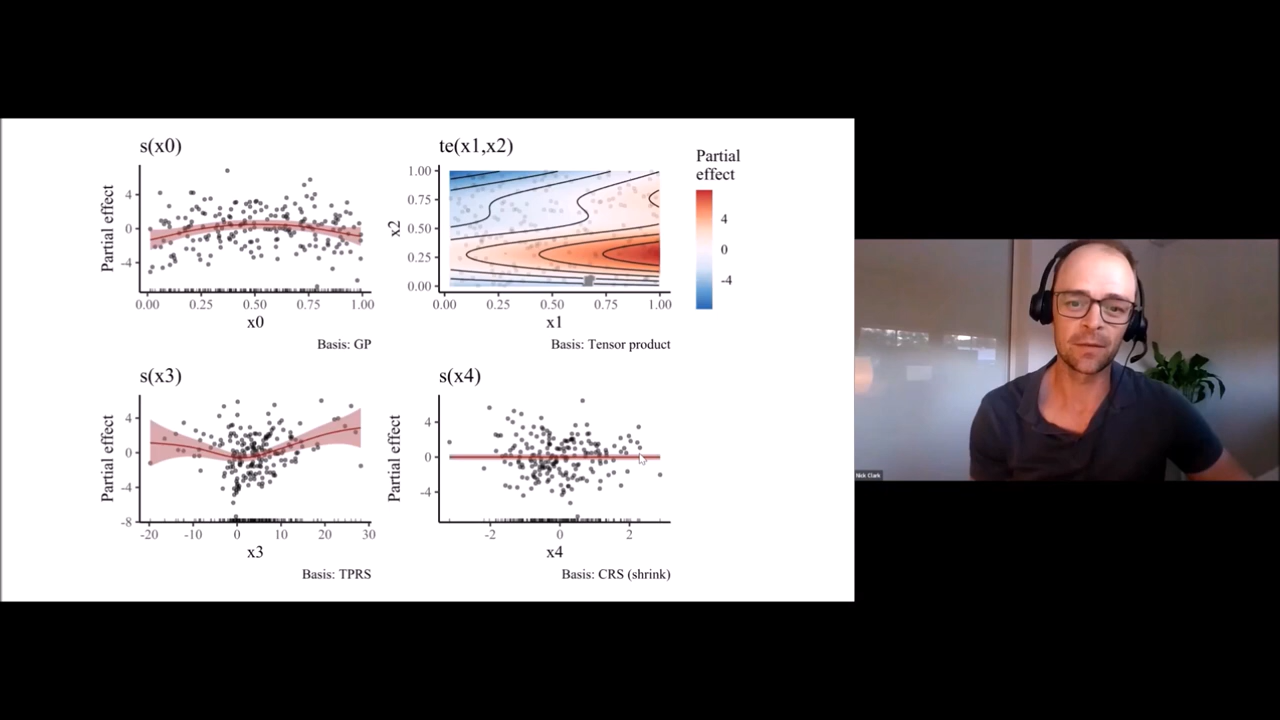 s(x0)
Partial effect
4
0
-4
0.00 0.25 0.50 0.75 1.00
x0
Basis: GP
te(x1,x2)
x2
1.00
0.75
0.50
0.25
0.00
0.00 0.25 0.50 0.75 1.00
x1
Basis: Tensor product
Partial
effect
4
0
-4
s(x3)
Partial effect
4
0
-4
-8
-20 -10 0 10 20 30
x3
Basis: TPRS
s(x4)
Partial effect
4
0
-4
-2 0 2
x4
Basis: CRS (shrink)
Nick Clark